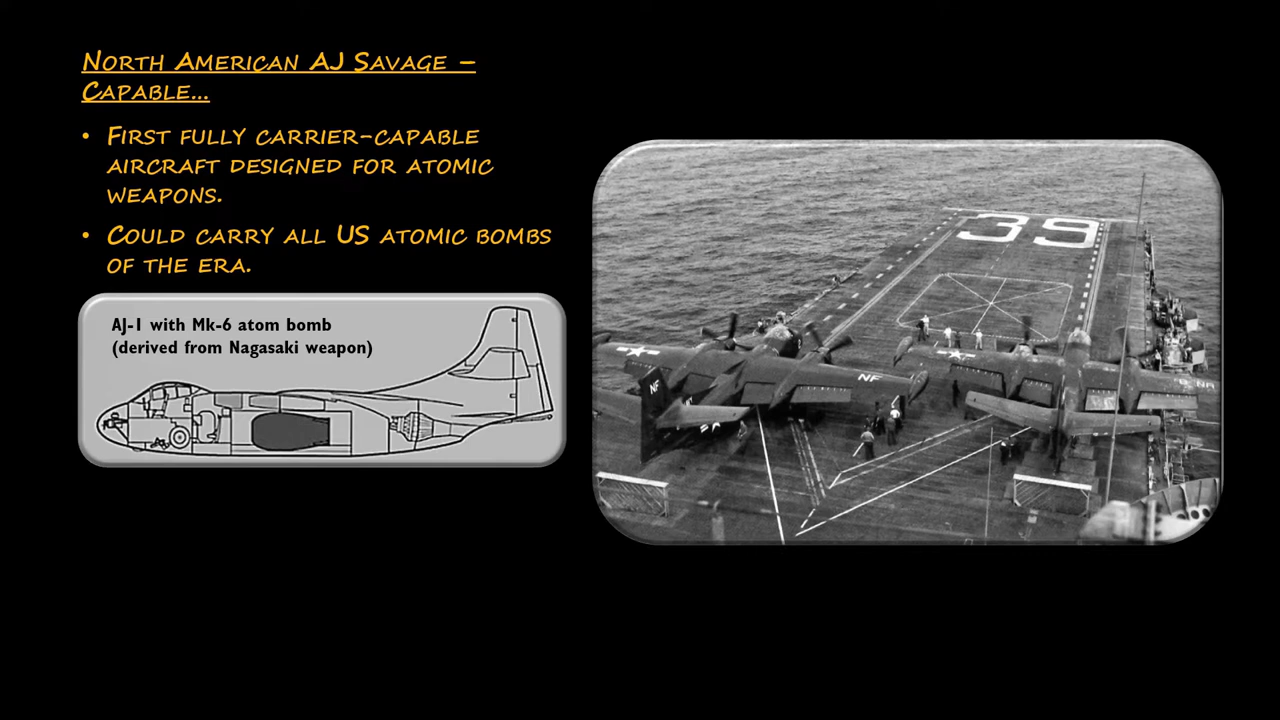 North American AJ Savage –
Capable...
• First fully carrier-capable
aircraft designed for atomic
weapons.
• Could carry all US atomic bombs
of the era.
AJ-1 with Mk-6 atom bomb
(derived from Nagasaki weapon)
39
NF
NF